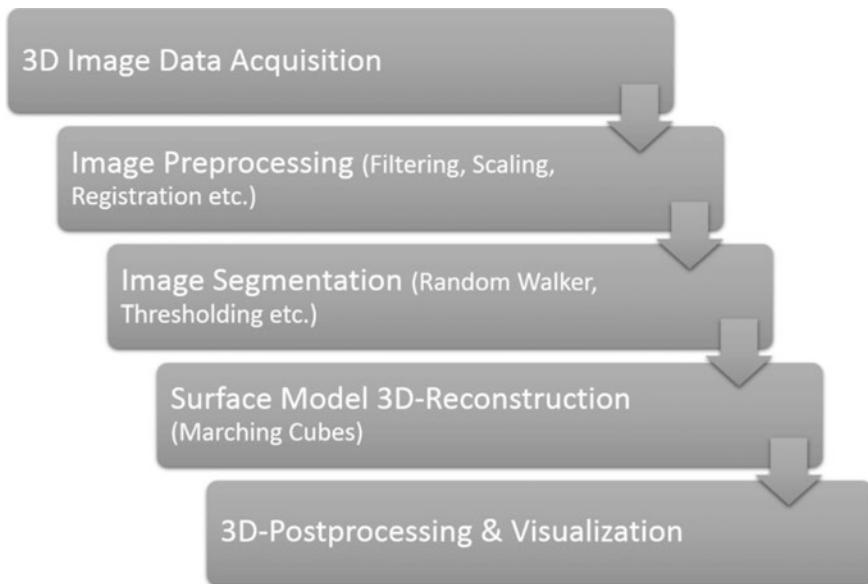 3D Image Data Acquisition
Image Preprocessing (Filtering, Scaling,
Registration etc.)
Image Segmentation (Random Walker,
Thresholding etc.)
Surface Model 3D-Reconstruction
(Marching Cubes)
3D-Postprocessing & Visualization